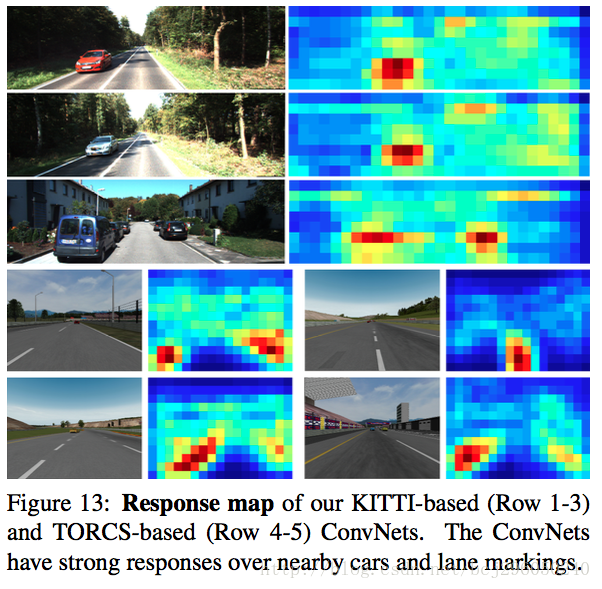 Figure 13: Response map of our KITTI-based (Row 1-3)
and TORCS-based (Row 4-5) ConvNets. The ConvNets
have strong responses over nearby cars and lane markings.